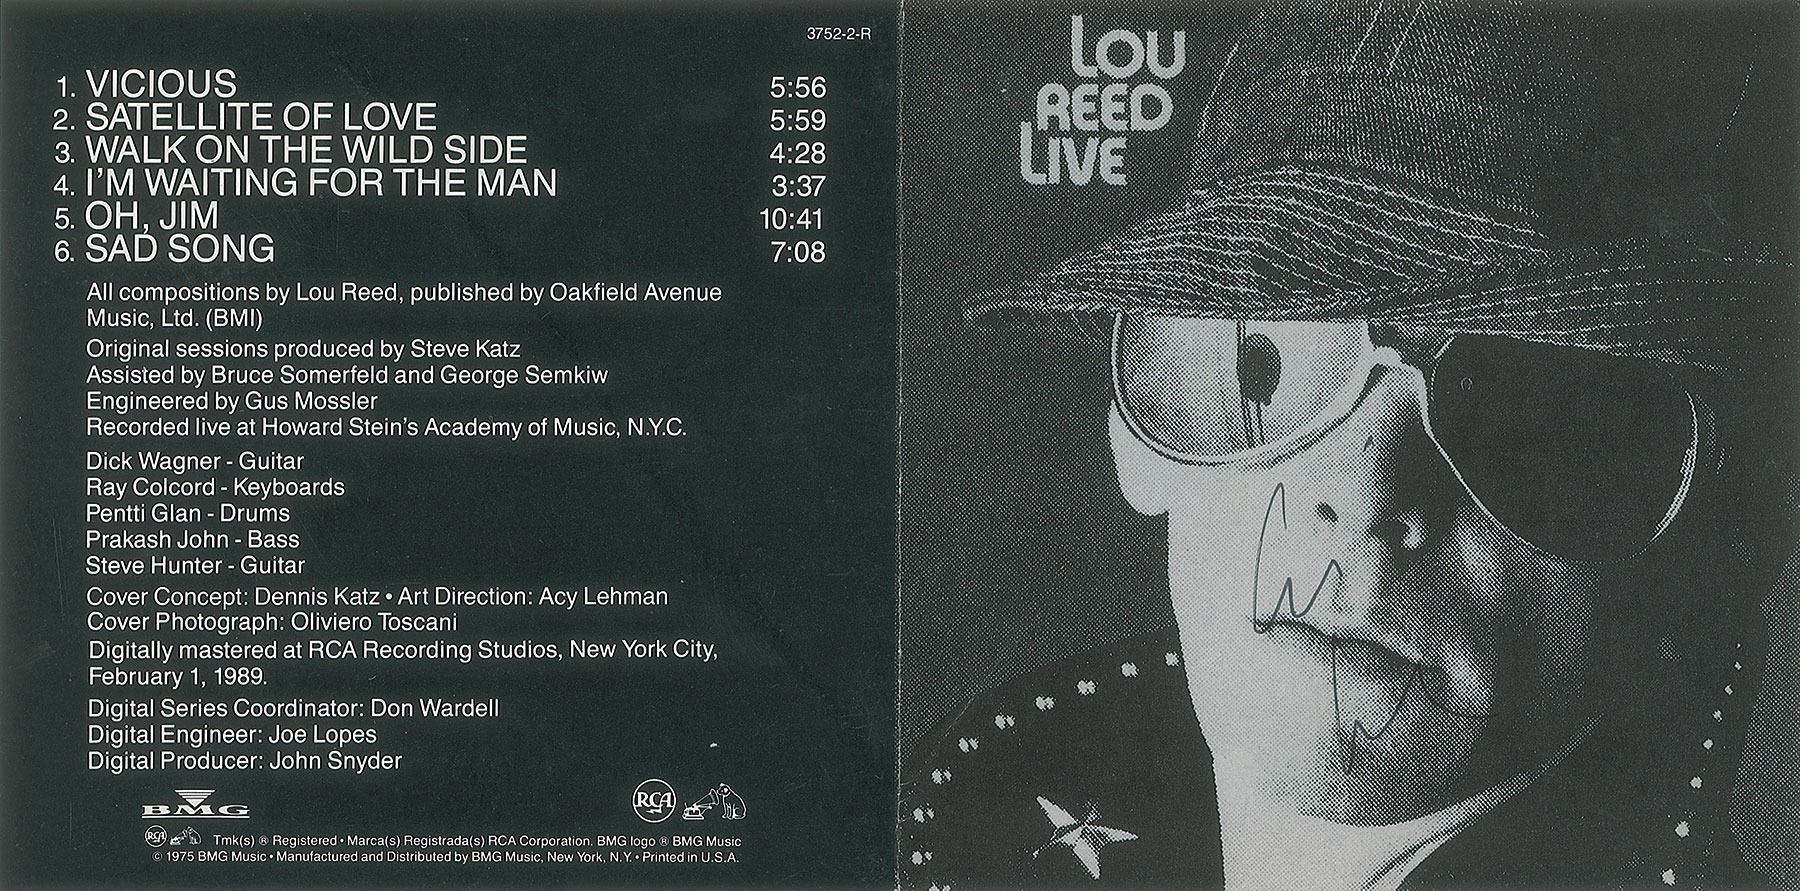 3752-2-R
1. VICIOUS 5:56
2. SATELLITE OF LOVE 5:59
3. WALK ON THE WILD SIDE 4:28
4. I'M WAITING FOR THE MAN 3:37
5. OH, JIM 10:41
6. SAD SONG 7:08
All compositions by Lou Reed, published by Oakfield Avenue
Music, Ltd. (BMI)
Original sessions produced by Steve Katz
Assisted by Bruce Somerfeld and George Semkiw
Engineered by Gus Mossler
Recorded live at Howard Stein's Academy of Music, N.Y.C.
Dick Wagner - Guitar
Ray Colcord - Keyboards
Pentti Glan - Drums
Prakash John - Bass
Steve Hunter - Guitar
Cover Concept: Dennis Katz • Art Direction: Acy Lehman
Cover Photograph: Oliviero Toscani
Digitally mastered at RCA Recording Studios, New York City,
February 1, 1989.
Digital Series Coordinator: Don Wardell
Digital Engineer: Joe Lopes
Digital Producer: John Snyder
BMG
RCA
RCA Tmk(s) ® Registered • Marca(s) Registrada(s) RCA Corporation. BMG logo ® BMG Music
© 1975 BMG Music • Manufactured and Distributed by BMG Music, New York, N.Y. • Printed in U.S.A.
LOU
REED
LIVE